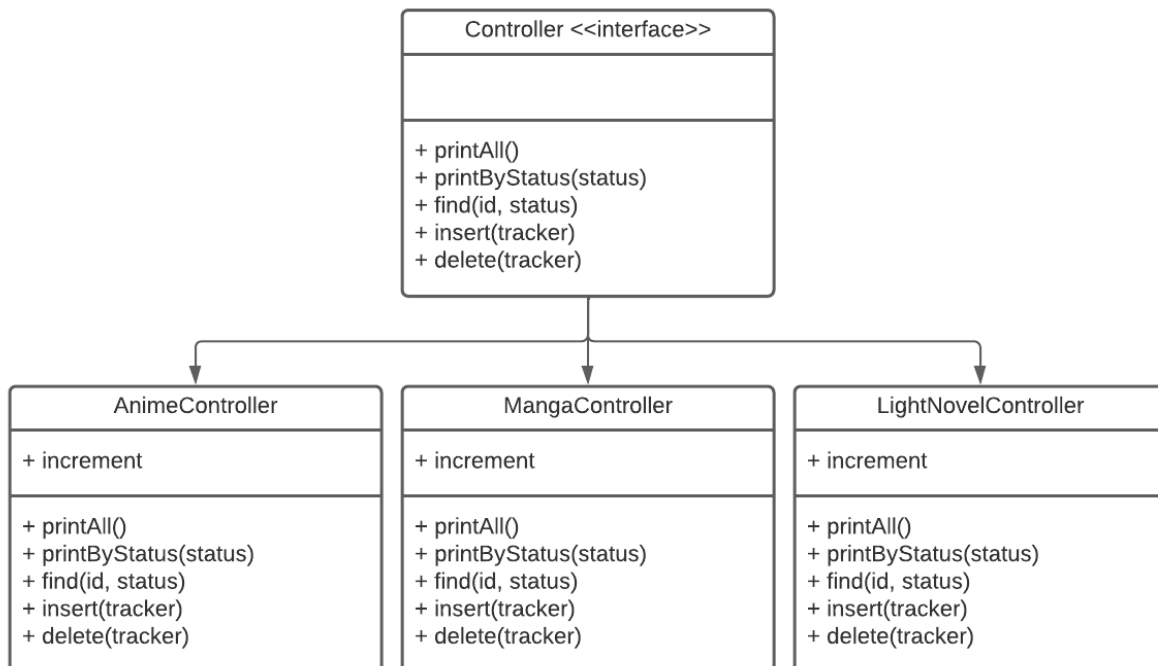 Controller <<interface>>
+ printAll()
+ printByStatus(status)
+ find(id, status)
+ insert(tracker)
+ delete(tracker)
AnimeController
+ increment
+ printAll()
+ printByStatus(status)
+ find(id, status)
+ insert(tracker)
+ delete(tracker)
MangaController
+ increment
+ printAll()
+ printByStatus(status)
+ find(id, status)
+ insert(tracker)
+ delete(tracker)
LightNovelController
+ increment
+ printAll()
+ printByStatus(status)
+ find(id, status)
+ insert(tracker)
+ delete(tracker)